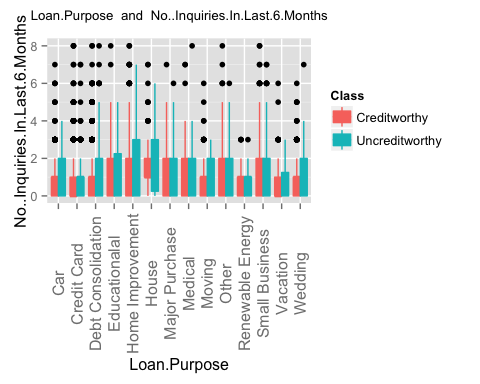 Loan.Purpose and No..Inquiries.In.Last.6.Months
No..Inquiries.In.Last.6.Months
8
6
4
2
0
Car
Credit Card
Debt Consolidation
Educationalal
Home Improvement
House
Major Purchase
Medical
Moving
Other
Renewable Energy
Small Business
Vacation
Wedding
Loan.Purpose
Class
Creditworthy
Uncreditworthy